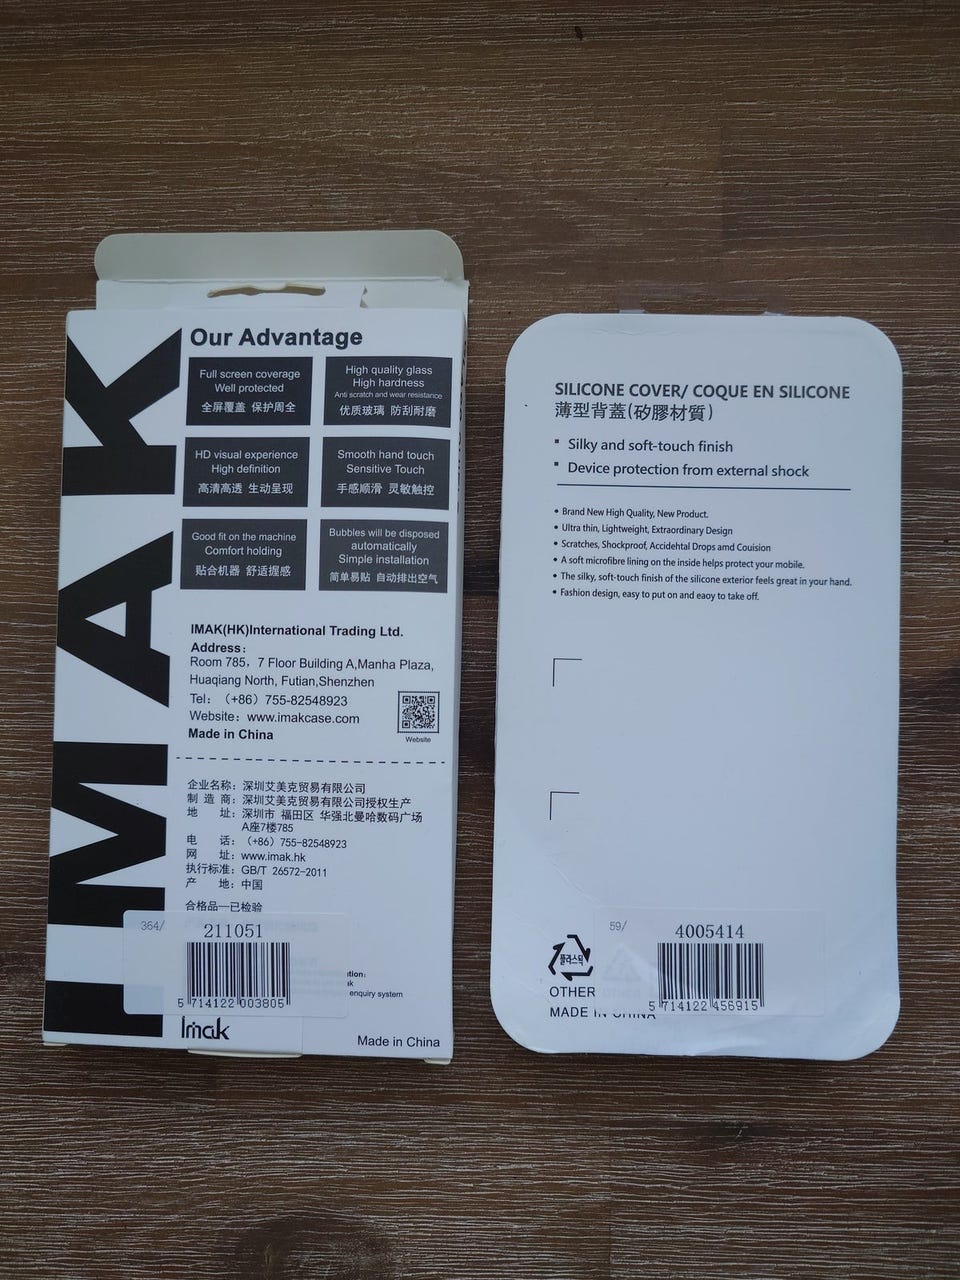 IMAK
Our Advantage
Full screen coverage
Well protected
全屏覆盖 保护周全
High quality glass
High hardness
Anti scratch and wear resistance
优质玻璃 防刮耐磨
HD visual experience
High definition
高清高透 生动呈现
Smooth hand touch
Sensitive Touch
手感顺滑 灵敏触控
Good fit on the machine
Comfort holding
贴合机器 舒适握感
Bubbles will be disposed
automatically
Simple installation
简单易贴 自动排出空气
IMAK(HK)International Trading Ltd.
Address：
Room 785，7 Floor Building A,Manha Plaza,
Huaqiang North, Futian,Shenzhen
Tel：（+86）755-82548923
Website：www.imakcase.com
Made in China
Website
企业名称：深圳艾美克贸易有限公司
制 造 商：深圳艾美克贸易有限公司授权生产
地 址：深圳市 福田区 华强北曼哈数码广场
A座7楼785
电 话：（+86）755-82548923
网 址：www.imak.hk
执行标准：GB/T 26572-2011
产 地：中国
合格品—已检验
364/
211051
5 714122 003805
enquiry system
Imak
Made in China
SILICONE COVER/ COQUE EN SILICONE
薄型背蓋(矽膠材質)
Silky and soft-touch finish
Device protection from external shock
• Brand New High Quality, New Product.
• Ultra thin, Lightweight, Extraordinary Design
• Scratches, Shockproof, Accidehtal Drops and Couision
• A soft microfibre lining on the inside helps protect your mobile.
• The silky, soft-touch finish of the silicone exterior feels great in your hand.
• Fashion design, easy to put on and eaoy to take off.
플라스틱
OTHER
MADE IN CHINA
59/
4005414
5 714122 456915